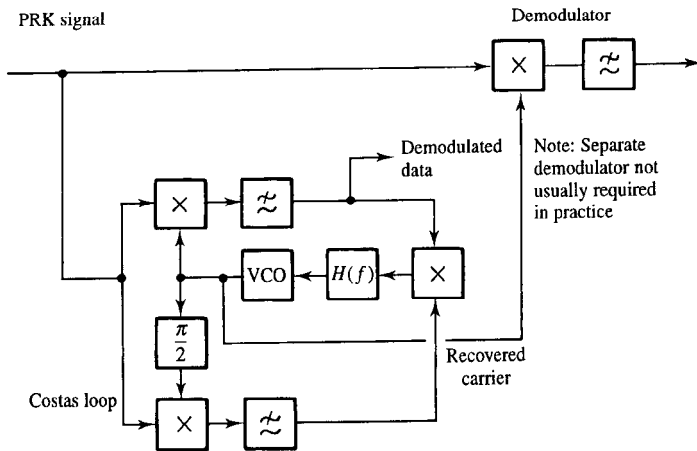 PRK signal
Demodulator
×
Demodulated
data
Note: Separate
demodulator not
usually required
in practice
×
VCO
H(f)
×
π
2
Recovered
carrier
Costas loop
×